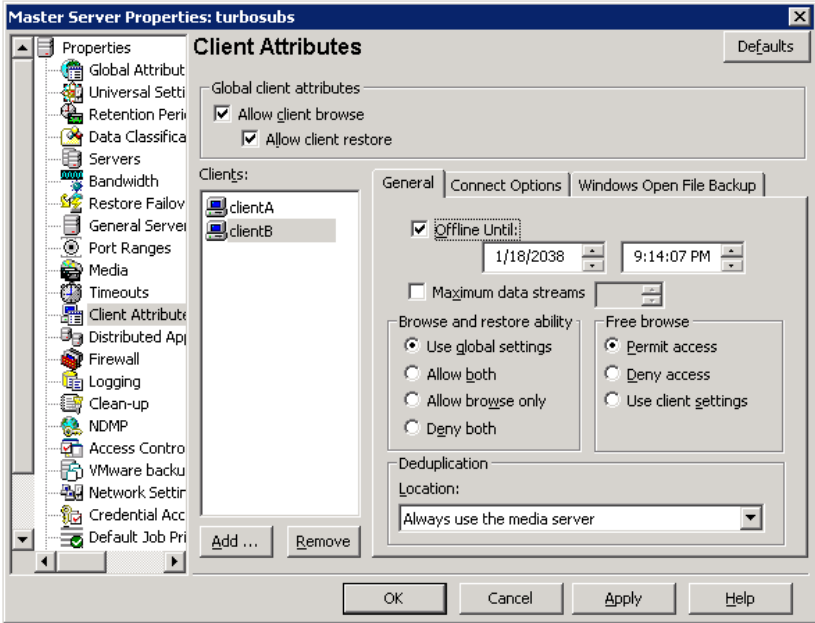 Master Server Properties: turbosubs
Properties
Global Attribut
Universal Setti
Retention Peri
Data Classifica
Servers
Bandwidth
Restore Failov
General Server
Port Ranges
Media
Timeouts
Client Attribute
Distributed App
Firewall
Logging
Clean-up
NDMP
Access Contro
VMware backu
Network Settin
Credential Acc
Default Job Pri
Client Attributes
Defaults
Global client attributes
Allow client browse
Allow client restore
Clients:
clientA
clientB
Add ...
Remove
General
Connect Options
Windows Open File Backup
Offline Until:
1/18/2038
9:14:07 PM
Maximum data streams
Browse and restore ability
Use global settings
Allow both
Allow browse only
Deny both
Free browse
Permit access
Deny access
Use client settings
Deduplication
Location:
Always use the media server
OK
Cancel
Apply
Help